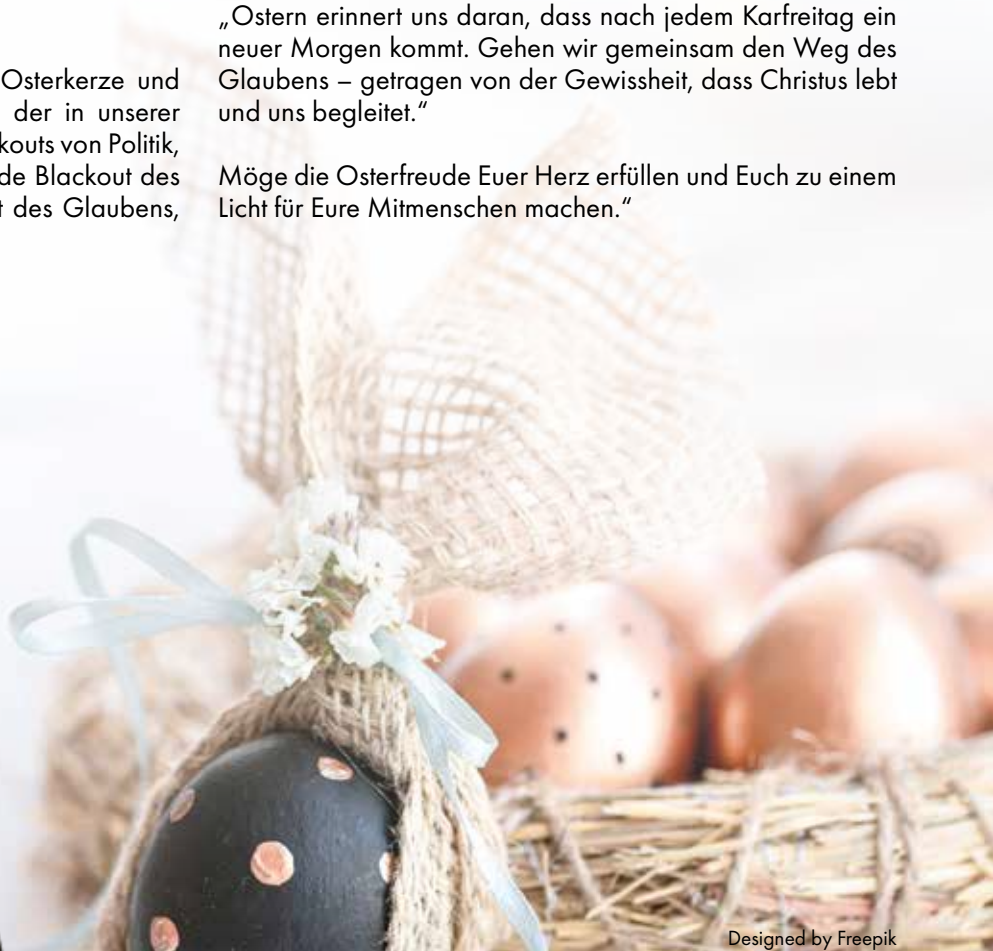 Osterkerze und
der in unserer
kouts von Politik,
de Blackout des
t des Glaubens,
„Ostern erinnert uns daran, dass nach jedem Karfreitag ein
neuer Morgen kommt. Gehen wir gemeinsam den Weg des
Glaubens – getragen von der Gewissheit, dass Christus lebt
und uns begleitet.“
Möge die Osterfreude Euer Herz erfüllen und Euch zu einem
Licht für Eure Mitmenschen machen.“
Designed by Freepik